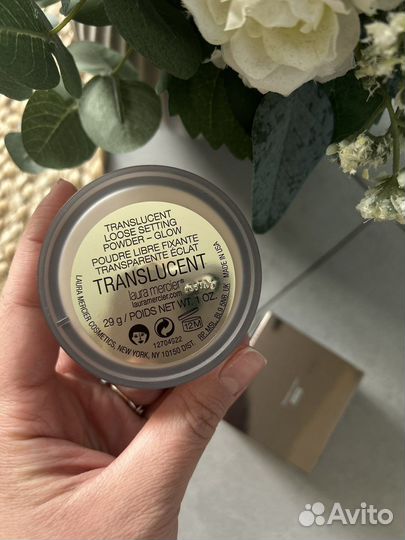 TRANSLUCENT
LOOSE SETTING
POWDER – GLOW
POUDRE LIBRE FIXANTE
TRANSPARENTE ÉCLAT
TRANSLUCENT
laura mercier
lauramercier.com
29 g / POIDS NET WT. 1 OZ.
12M
12704522
LAURA MERCIER COSMETICS, NEW YORK, NY 10150 DIST.
MADE IN USA
Avito